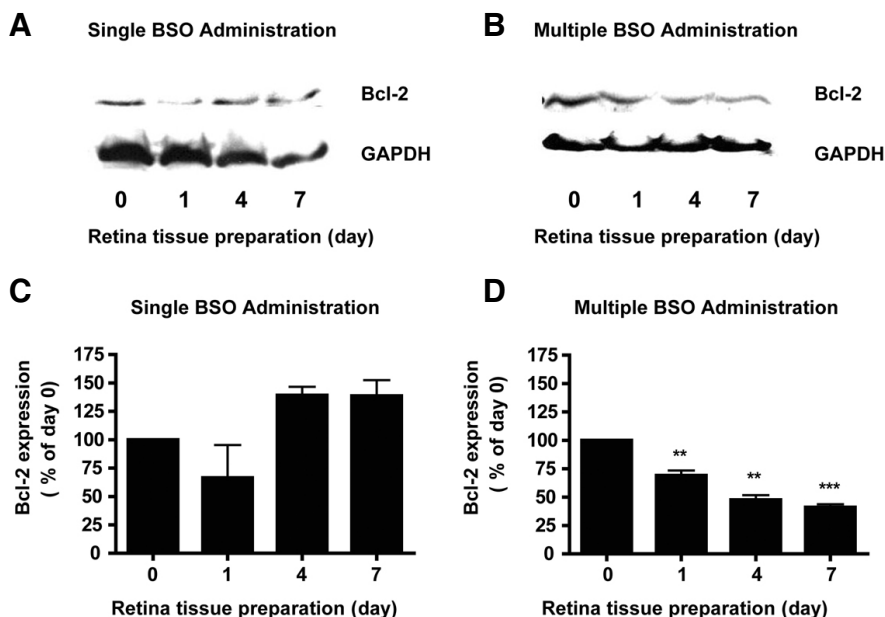 A
Single BSO Administration
Bcl-2
GAPDH
0 1 4 7
Retina tissue preparation (day)
B
Multiple BSO Administration
Bcl-2
GAPDH
0 1 4 7
Retina tissue preparation (day)
C
Single BSO Administration
Bcl-2 expression
( % of day 0)
175
150
125
100
75
50
25
0
0 1 4 7
Retina tissue preparation (day)
D
Multiple BSO Administration
Bcl-2 expression
( % of day 0)
175
150
125
100
75
50
25
0
** ** ***
0 1 4 7
Retina tissue preparation (day)